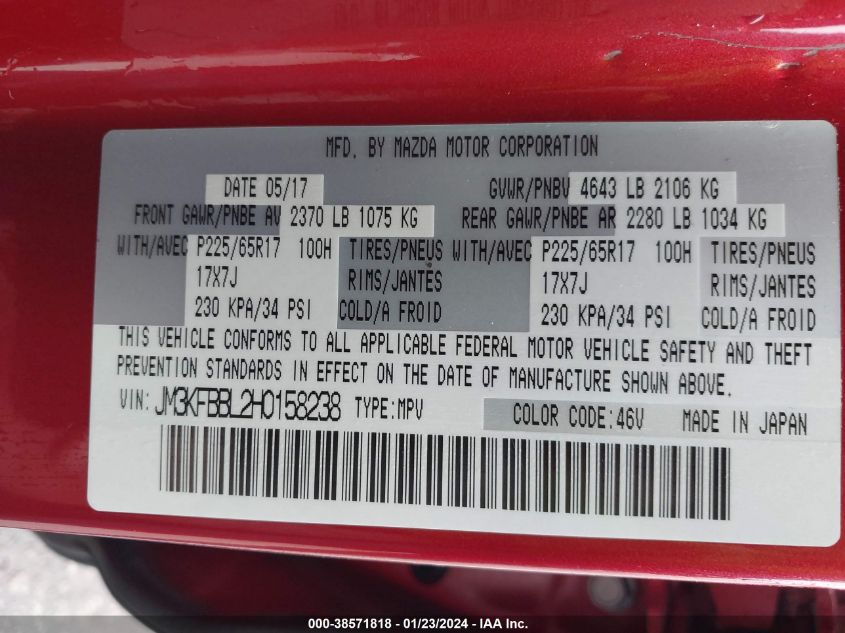 MFD. BY MAZDA MOTOR CORPORATION
DATE 05/17 GVWR/PNBV 4643 LB 2106 KG
FRONT GAWR/PNBE AV 2370 LB 1075 KG REAR GAWR/PNBE AR 2280 LB 1034 KG
WITH/AVEC P225/65R17 100H TIRES/PNEUS WITH/AVEC P225/65R17 100H TIRES/PNEUS
17X7J RIMS/JANTES 17X7J RIMS/JANTES
230 KPA/34 PSI COLD/A FROID 230 KPA/34 PSI COLD/A FROID
THIS VEHICLE CONFORMS TO ALL APPLICABLE FEDERAL MOTOR VEHICLE SAFETY AND THEFT
PREVENTION STANDARDS IN EFFECT ON THE DATE OF MANUFACTURE SHOWN ABOVE.
VIN: JM3KFBBL2H0158238 TYPE:MPV COLOR CODE:46V MADE IN JAPAN
000-38571818 - 01/23/2024 - IAA Inc.